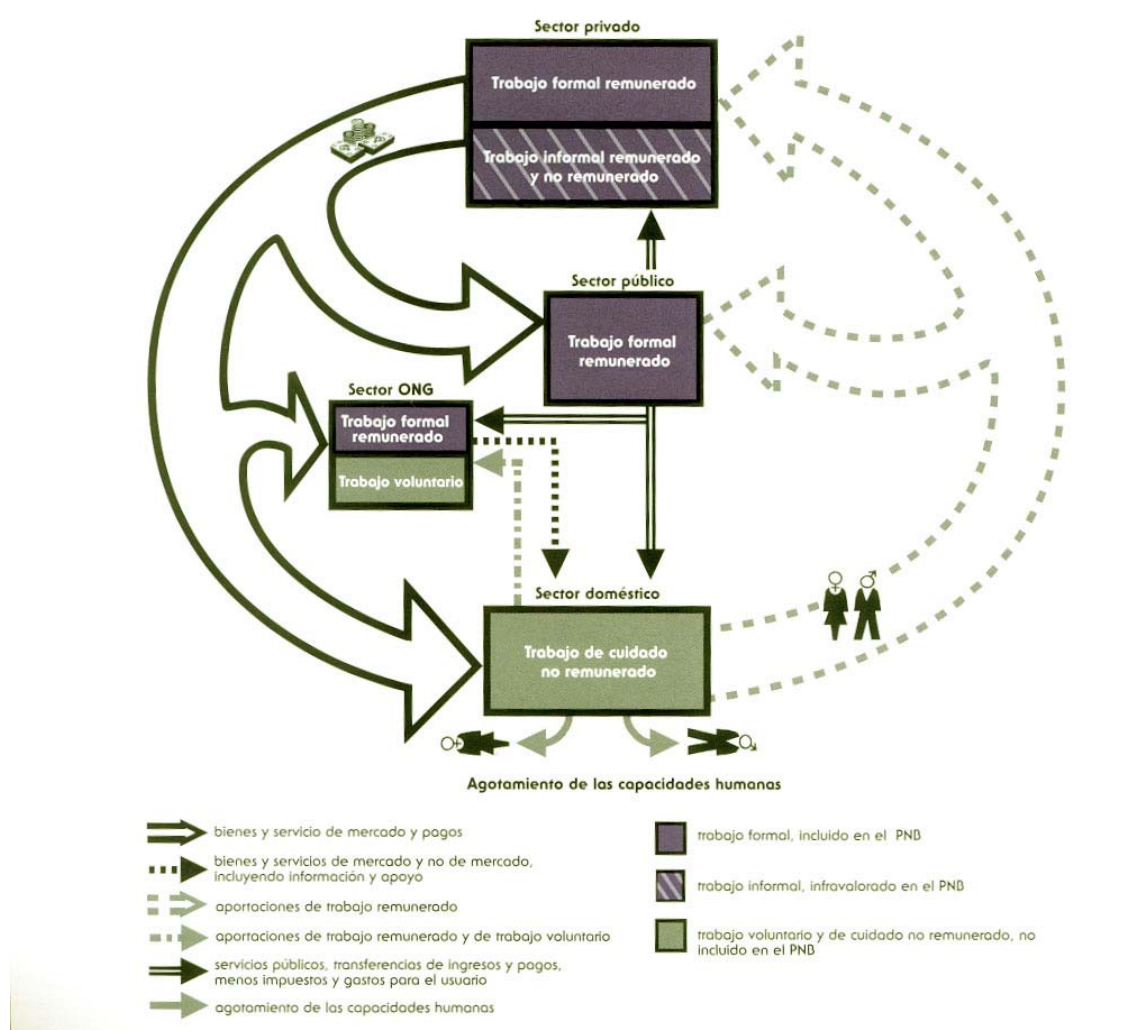 Sector privado
Trabajo formal remunerado
Trabajo informal remunerado
y no remunerado
Sector público
Trabajo formal
remunerado
Sector ONG
Trabajo formal
remunerado
Trabajo voluntario
Sector doméstico
Trabajo de cuidado
no remunerado
Agotamiento de las capacidades humanas
bienes y servicio de mercado y pagos
bienes y servicios de mercado y no de mercado,
incluyendo información y apoyo
aportaciones de trabajo remunerado
aportaciones de trabajo remunerado y de trabajo voluntario
servicios públicos, transferencias de ingresos y pagos,
menos impuestos y gastos para el usuario
agotamiento de las capacidades humanas
trabajo formal, incluido en el PNB
trabajo informal, infravalorado en el PNB
trabajo voluntario y de cuidado no remunerado, no
incluido en el PNB